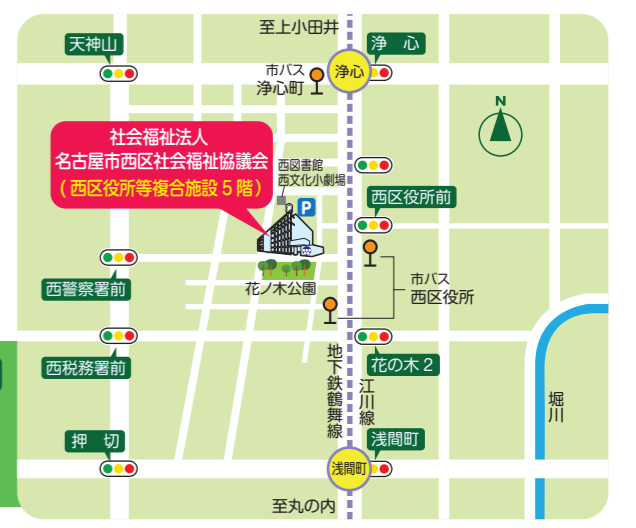 至上小田井
天神山
浄　心
市バス
浄心町
浄心
N
社会福祉法人
名古屋市西区社会福祉協議会
（西区役所等複合施設5階）
西図書館
西文化小劇場
P
西区役所前
西警察署前
花ノ木公園
市バス
西区役所
西税務署前
花の木2
地下鉄鶴舞線
江川線
堀川
押　切
浅間町
浅間町
至丸の内